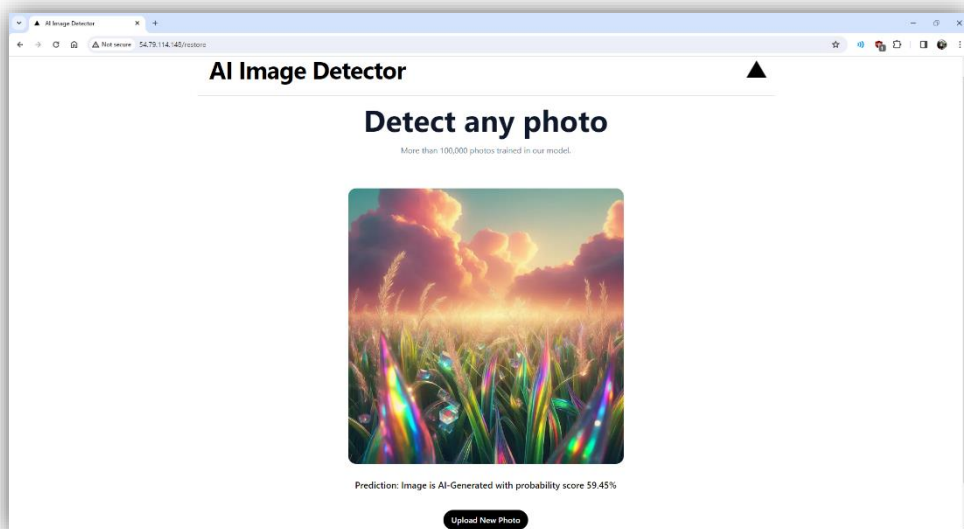 AI Image Detector
Not secure 54.79.114.148/restore
AI Image Detector
Detect any photo
More than 100,000 photos trained in our model.
Prediction: Image is AI-Generated with probability score 59.45%
Upload New Photo